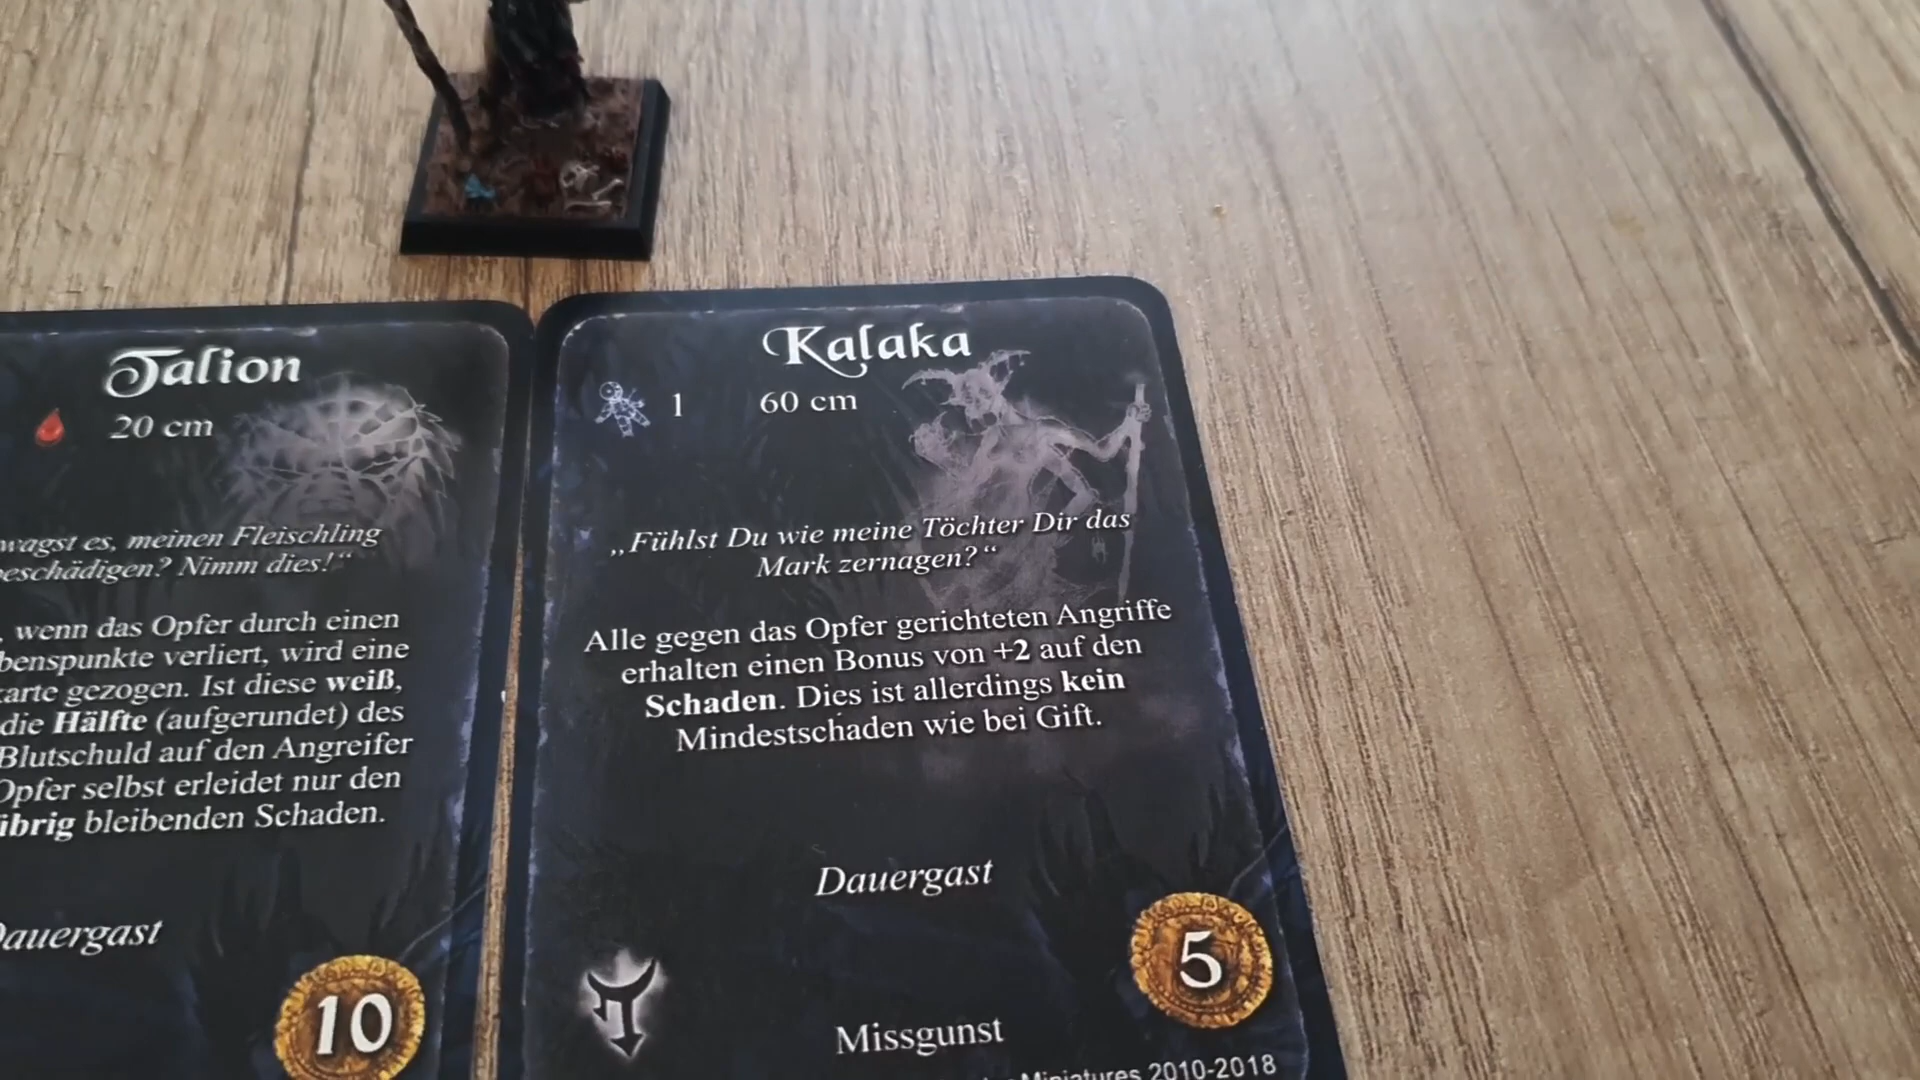 Talion
20 cm
wagst es, meinen Fleischling
beschädigen? Nimm dies!“
, wenn das Opfer durch einen
benspunkte verliert, wird eine
karte gezogen. Ist diese weiß,
die Hälfte (aufgerundet) des
Blutschuld auf den Angreifer
Opfer selbst erleidet nur den
übrig bleibenden Schaden.
Dauergast
10
Kalaka
1 60 cm
„Fühlst Du wie meine Töchter Dir das
Mark zernagen?“
Alle gegen das Opfer gerichteten Angriffe
erhalten einen Bonus von +2 auf den
Schaden. Dies ist allerdings kein
Mindestschaden wie bei Gift.
Dauergast
5
Missgunst
Miniatures 2010-2018